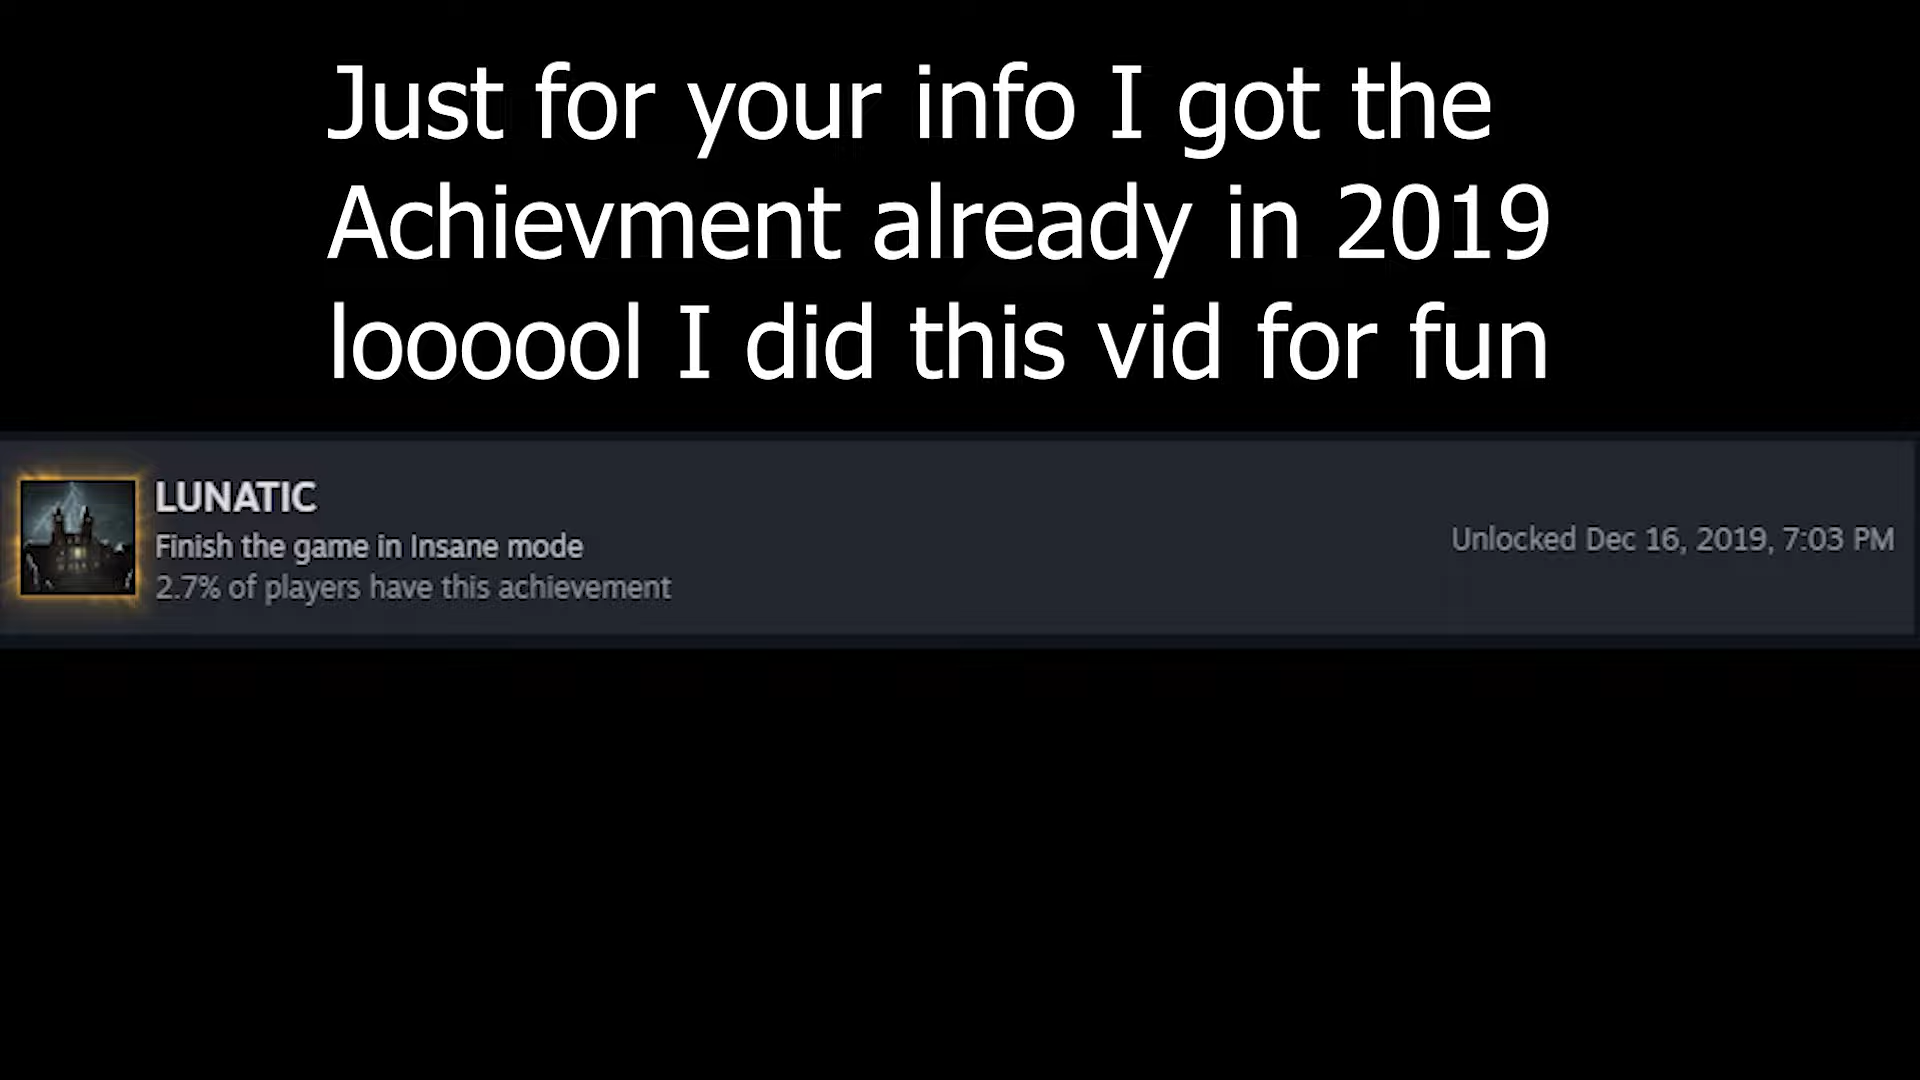 Just for your info I got the
Achievment already in 2019
loooool I did this vid for fun
LUNATIC
Finish the game in Insane mode
2.7% of players have this achievement
Unlocked Dec 16, 2019, 7:03 PM